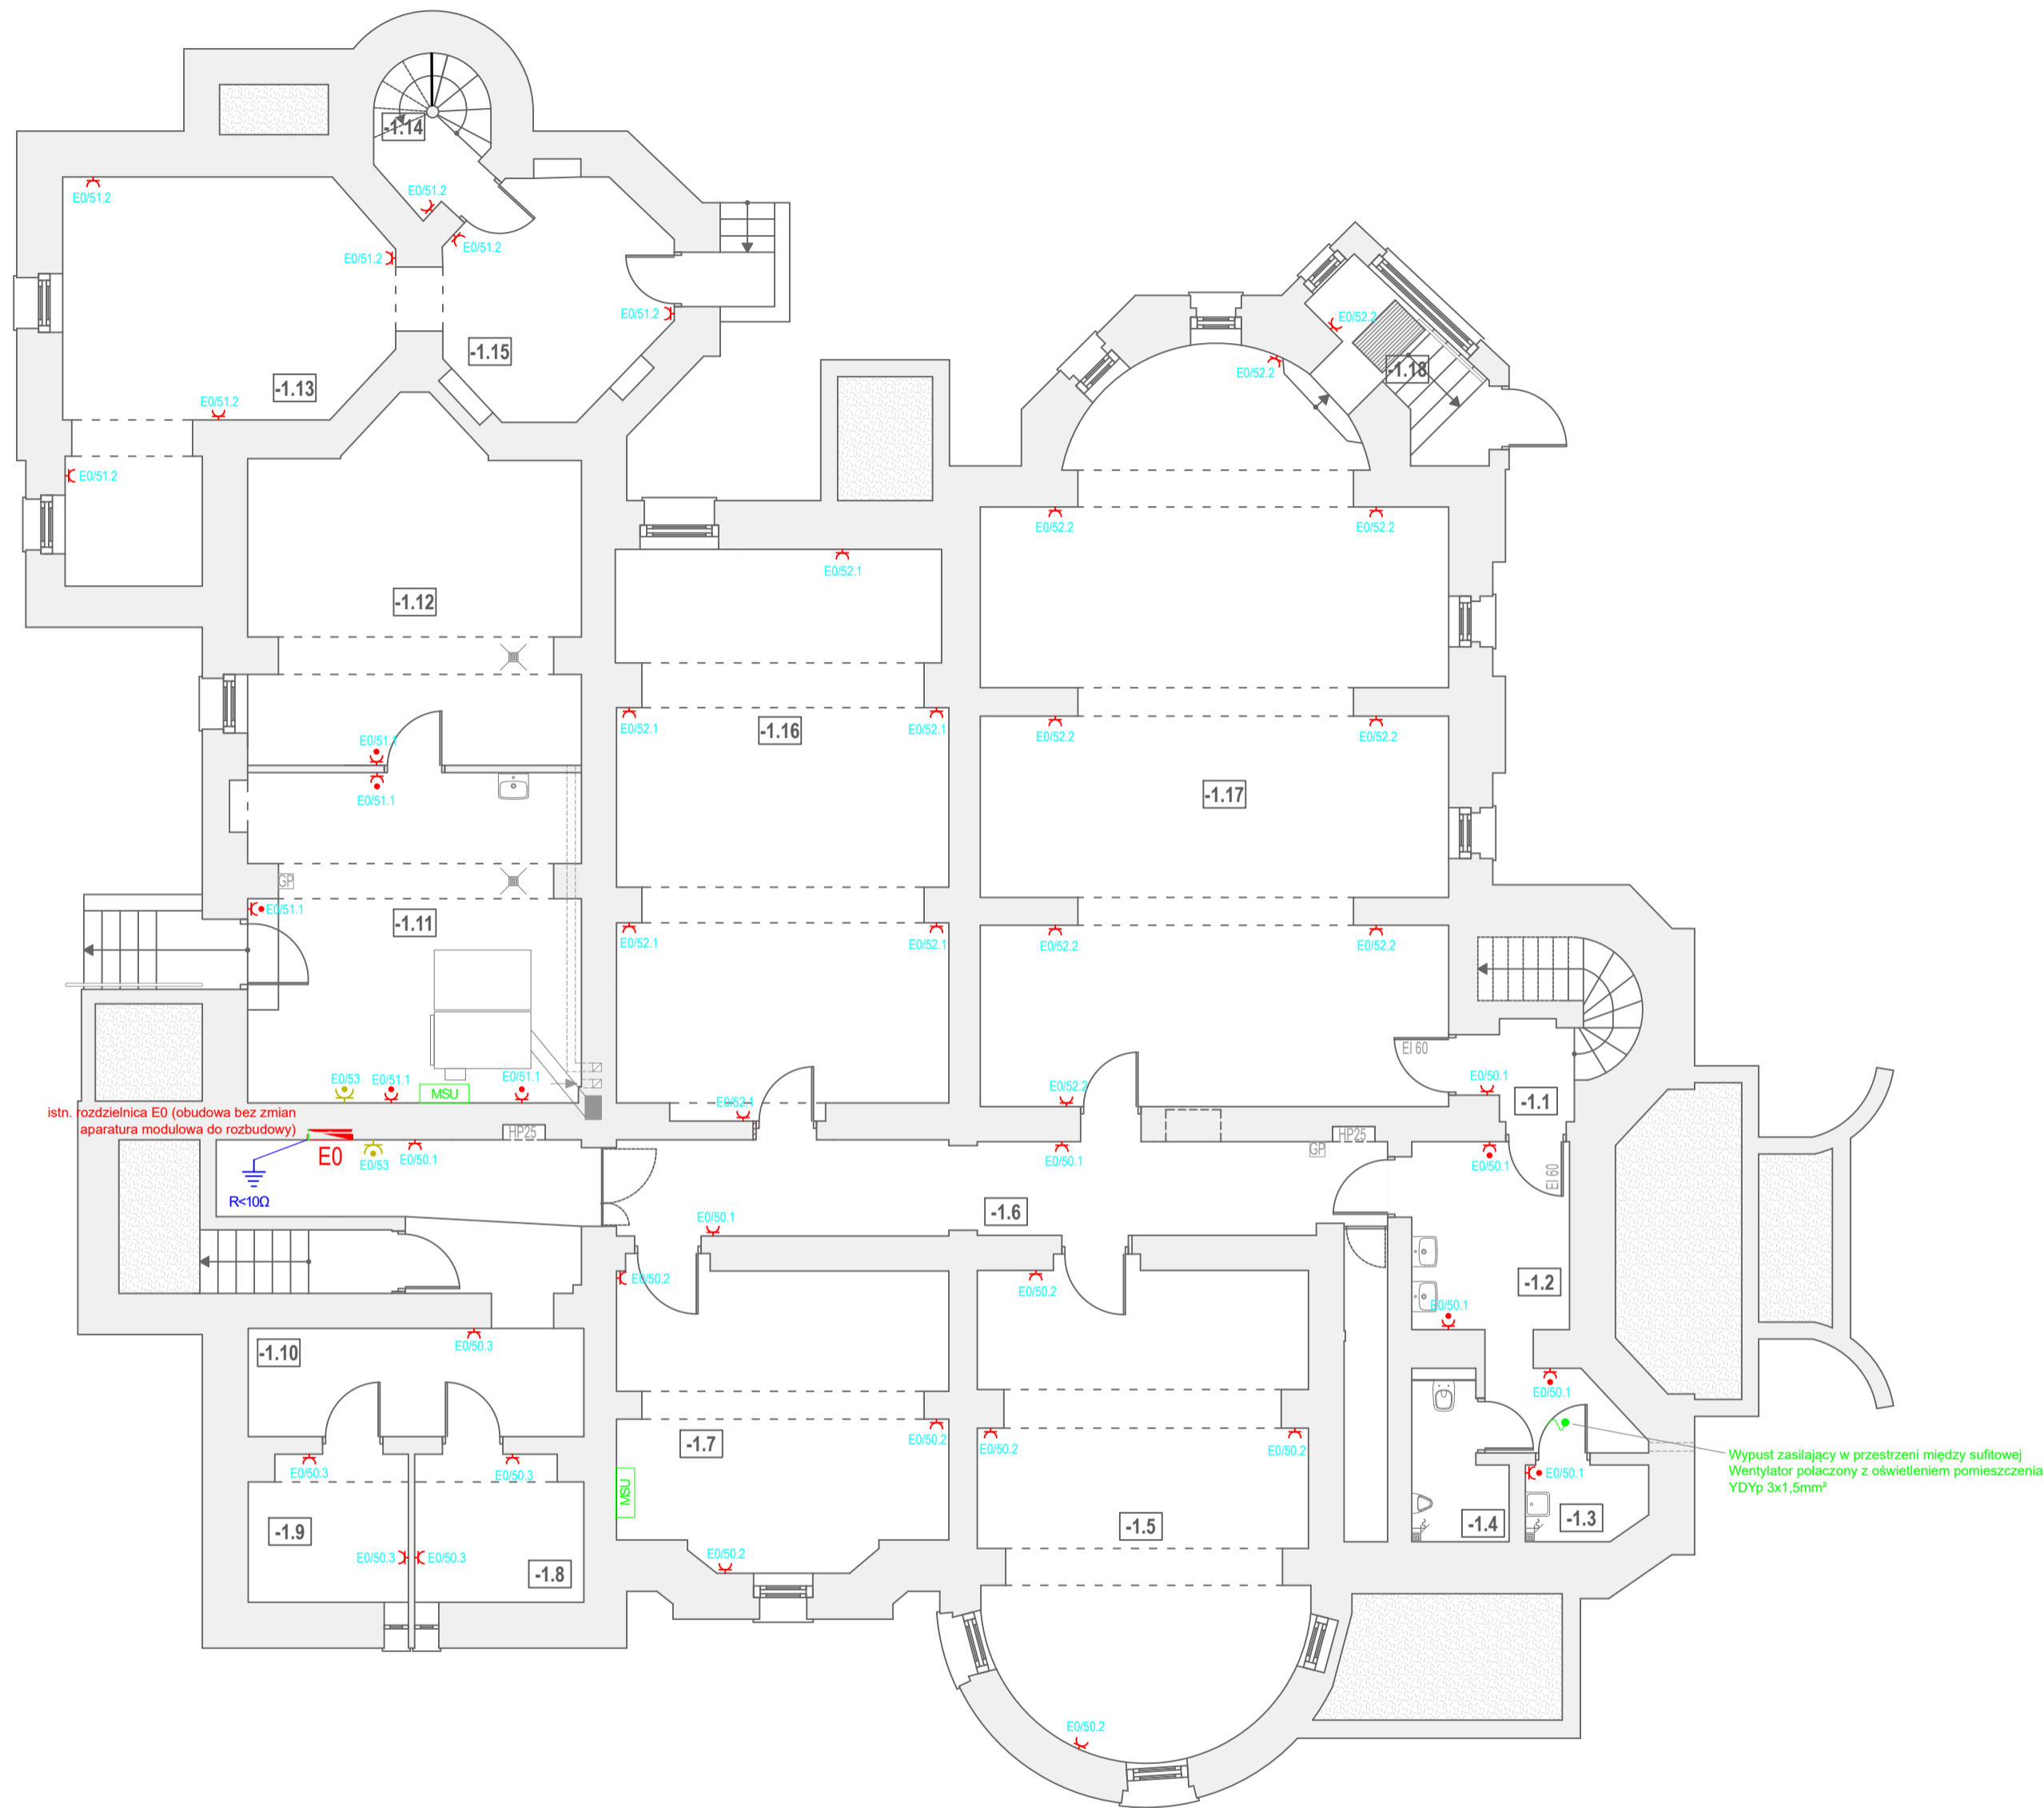 -1.14
E0/51.2
E0/51.2
E0/51.2
E0/51.2
E0/51.2
E0/52.2
-1.15
E0/52.2
-1.18
-1.13
E0/51.2
E0/51.2
E0/52.2
E0/52.2
E0/52.1
-1.12
E0/52.1
-1.16
E0/52.1
E0/52.2
E0/52.2
E0/51.1
E0/51.1
-1.17
GP
E0/51.1
-1.11
E0/52.1
E0/52.1
E0/52.2
E0/52.2
EI 60
E0/53
E0/51.1
MSU
E0/52.2
E0/50.1
-1.1
istn. rozdzielnica E0 (obudowa bez zmian
aparatura modulowa do rozbudowy)
E0/52.1
HP25
HP25
E0
E0/53
E0/50.1
E0/50.1
GP
E0/50.1
EI 60
R<10Ω
E0/50.1
-1.6
E0/50.2
E0/50.2
-1.2
E0/50.1
E0/50.3
-1.10
E0/50.1
E0/50.2
E0/50.2
E0/50.2
-1.7
Wypust zasilający w przestrzeni między sufitowej
Wentylator połaczony z oświetleniem pomieszczenia
YDYp 3x1,5mm²
E0/50.3
E0/50.3
E0/50.1
MSU
-1.9
-1.5
-1.4
-1.3
E0/50.3
E0/50.3
E0/50.2
-1.8
E0/50.2